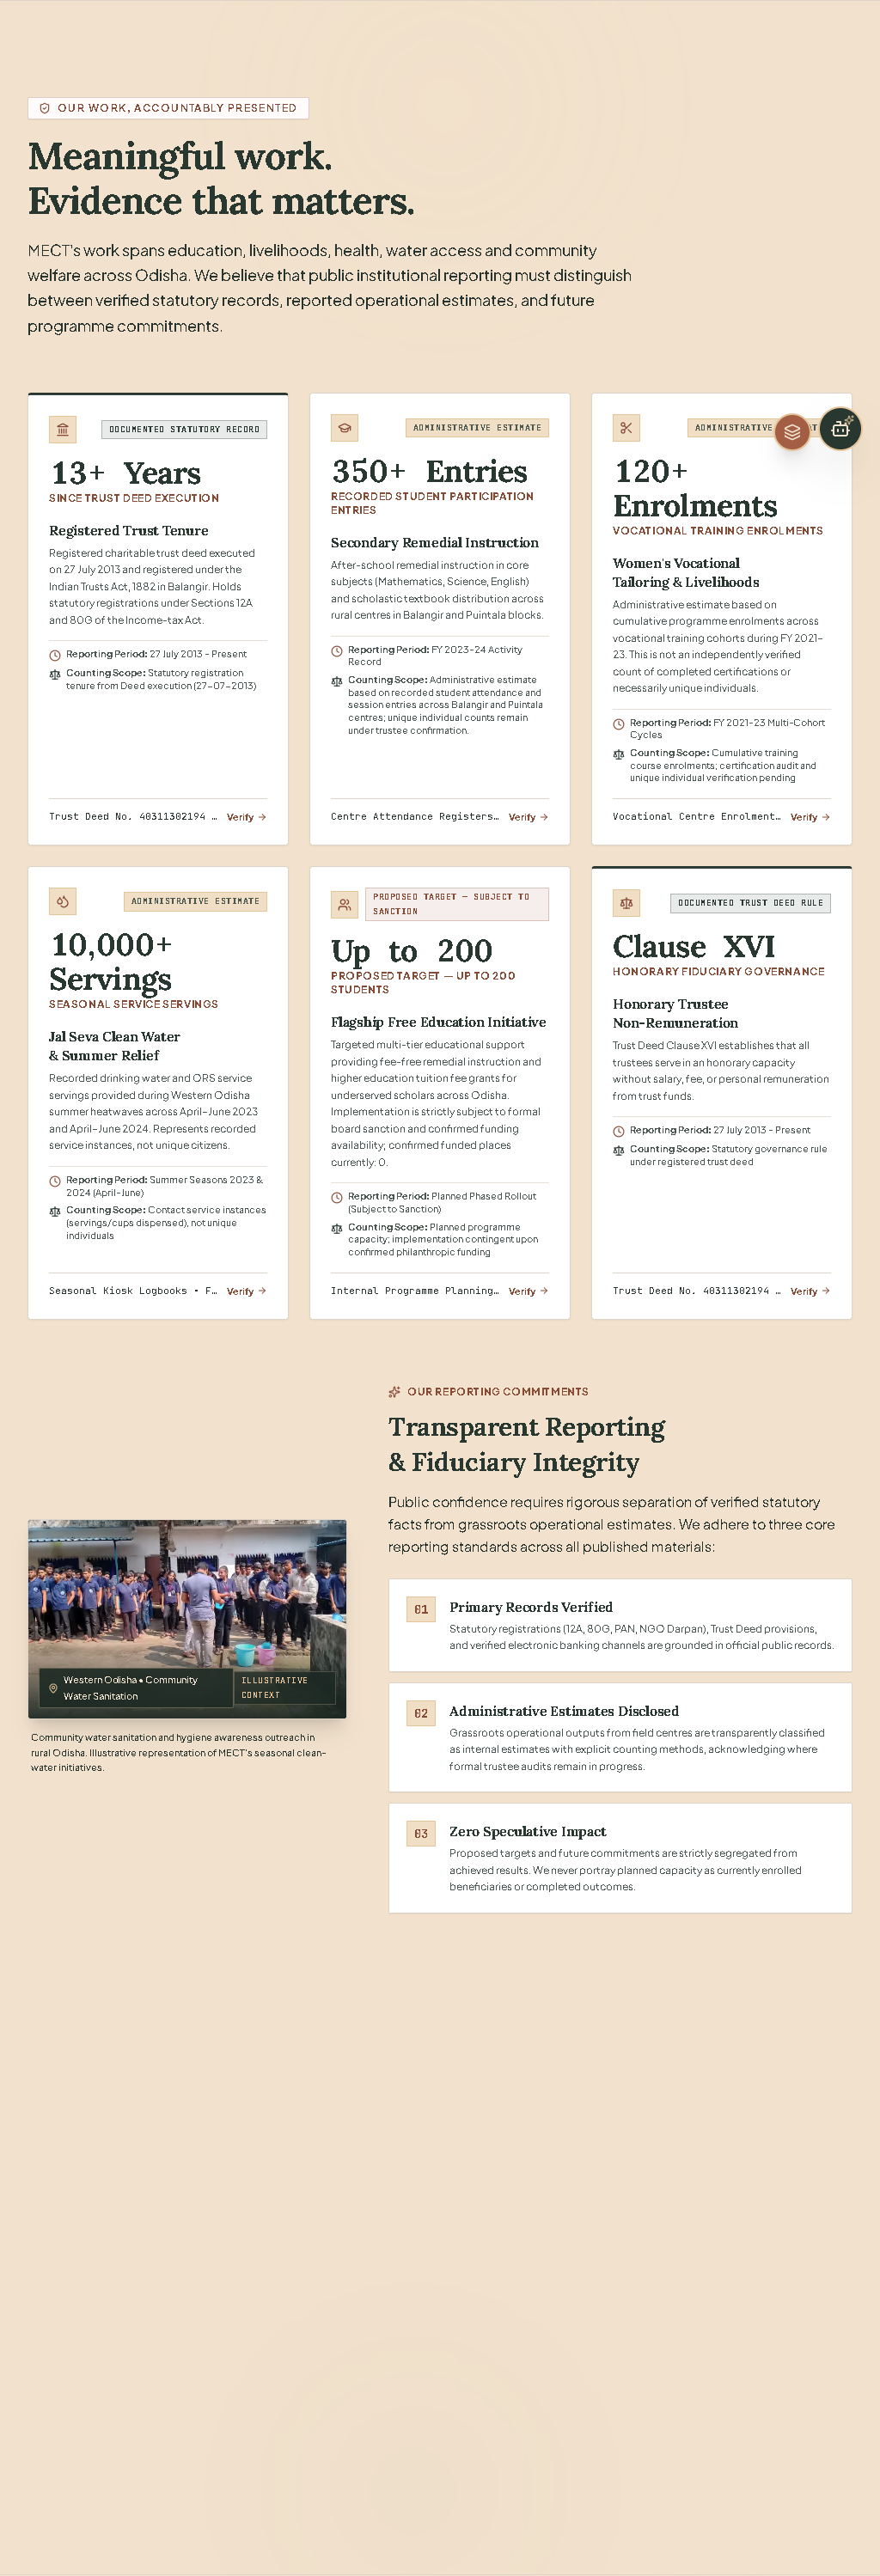 OUR WORK, ACCOUNTABLY PRESENTED
Meaningful work.
Evidence that matters.
MECT's work spans education, livelihoods, health, water access and community
welfare across Odisha. We believe that public institutional reporting must distinguish
between verified statutory records, reported operational estimates, and future
programme commitments.
DOCUMENTED STATUTORY RECORD
13+ Years
SINCE TRUST DEED EXECUTION
Registered Trust Tenure
Registered charitable trust deed executed
on 27 July 2013 and registered under the
Indian Trusts Act, 1882 in Balangir. Holds
statutory registrations under Sections 12A
and 80G of the Income-tax Act.
Reporting Period: 27 July 2013 – Present
Counting Scope: Statutory registration
tenure from Deed execution (27-07-2013)
Trust Deed No. 40311302194 …
Verify →
ADMINISTRATIVE ESTIMATE
350+ Entries
RECORDED STUDENT PARTICIPATION
ENTRIES
Secondary Remedial Instruction
After-school remedial instruction in core
subjects (Mathematics, Science, English)
and scholastic textbook distribution across
rural centres in Balangir and Puintala blocks.
Reporting Period: FY 2023-24 Activity
Record
Counting Scope: Administrative estimate
based on recorded student attendance and
session entries across Balangir and Puintala
centres; unique individual counts remain
under trustee confirmation.
Centre Attendance Registers…
Verify →
ADMINISTRATIVE
120+
Enrolments
VOCATIONAL TRAINING ENROLMENTS
Women's Vocational
Tailoring & Livelihoods
Administrative estimate based on
cumulative programme enrolments across
vocational training cohorts during FY 2021–
23. This is not an independently verified
count of completed certifications or
necessarily unique individuals.
Reporting Period: FY 2021-23 Multi-Cohort
Cycles
Counting Scope: Cumulative training
course enrolments; certification audit and
unique individual verification pending
Vocational Centre Enrolment…
Verify →
ADMINISTRATIVE ESTIMATE
10,000+
Servings
SEASONAL SERVICE SERVINGS
Jal Seva Clean Water
& Summer Relief
Recorded drinking water and ORS service
servings provided during Western Odisha
summer heatwaves across April–June 2023
and April–June 2024. Represents recorded
service instances, not unique citizens.
Reporting Period: Summer Seasons 2023 &
2024 (April-June)
Counting Scope: Contact service instances
(servings/cups dispensed), not unique
individuals
Seasonal Kiosk Logbooks • F…
Verify →
PROPOSED TARGET — SUBJECT TO
SANCTION
Up to 200
PROPOSED TARGET — UP TO 200
STUDENTS
Flagship Free Education Initiative
Targeted multi-tier educational support
providing fee-free remedial instruction and
higher education tuition fee grants for
underserved scholars across Odisha.
Implementation is strictly subject to formal
board sanction and confirmed funding
availability; confirmed funded places
currently: 0.
Reporting Period: Planned Phased Rollout
(Subject to Sanction)
Counting Scope: Planned programme
capacity; implementation contingent upon
confirmed philanthropic funding
Internal Programme Planning…
Verify →
DOCUMENTED TRUST DEED RULE
Clause XVI
HONORARY FIDUCIARY GOVERNANCE
Honorary Trustee
Non-Remuneration
Trust Deed Clause XVI establishes that all
trustees serve in an honorary capacity
without salary, fee, or personal remuneration
from trust funds.
Reporting Period: 27 July 2013 – Present
Counting Scope: Statutory governance rule
under registered trust deed
Trust Deed No. 40311302194 …
Verify →
Western Odisha • Community
Water Sanitation
ILLUSTRATIVE
CONTEXT
Community water sanitation and hygiene awareness outreach in
rural Odisha. Illustrative representation of MECT's seasonal clean-
water initiatives.
OUR REPORTING COMMITMENTS
Transparent Reporting
& Fiduciary Integrity
Public confidence requires rigorous separation of verified statutory
facts from grassroots operational estimates. We adhere to three core
reporting standards across all published materials:
01
Primary Records Verified
Statutory registrations (12A, 80G, PAN, NGO Darpan), Trust Deed provisions,
and verified electronic banking channels are grounded in official public records.
02
Administrative Estimates Disclosed
Grassroots operational outputs from field centres are transparently classified
as internal estimates with explicit counting methods, acknowledging where
formal trustee audits remain in progress.
03
Zero Speculative Impact
Proposed targets and future commitments are strictly segregated from
achieved results. We never portray planned capacity as currently enrolled
beneficiaries or completed outcomes.